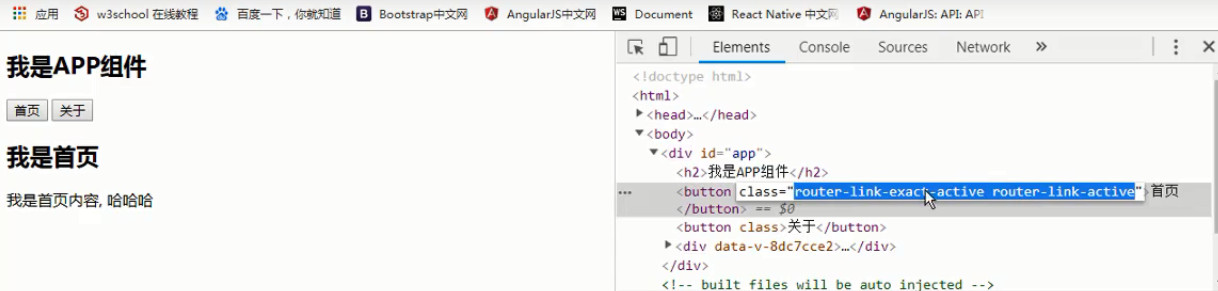 应用 w3school 在线教程 百度一下，你就知道 Bootstrap中文网 AngularJS中文网 Document React Native 中文网 AngularJS: API: API
我是APP组件
首页 关于
我是首页
我是首页内容, 哈哈哈
Elements Console Sources Network »
<!doctype html>
<html>
<head>…</head>
<body>
<div id="app">
<h2>我是APP组件</h2>
<button class="router-link-exact-active router-link-active">首页
</button> == $0
<button class>关于</button>
<div data-v-8dc7cce2>…</div>
</div>
<!-- built files will be auto injected -->